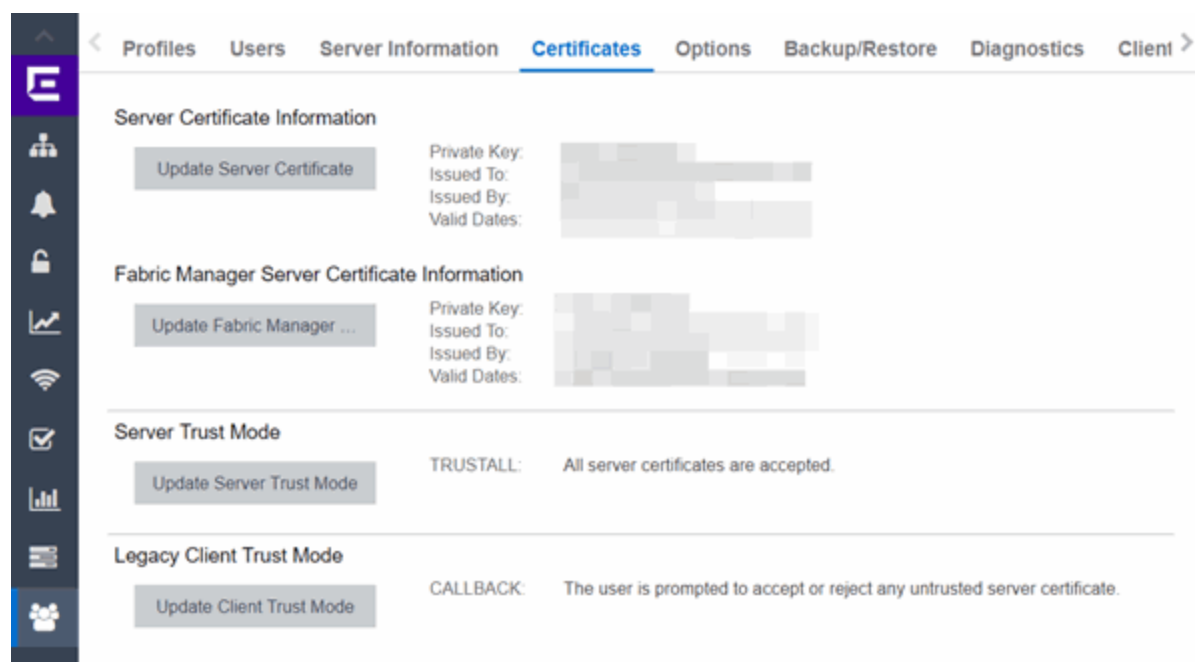 Profiles Users Server Information Certificates Options Backup/Restore Diagnostics Client
Server Certificate Information
Update Server Certificate
Private Key:
Issued To:
Issued By:
Valid Dates:
Fabric Manager Server Certificate Information
Update Fabric Manager ...
Private Key:
Issued To:
Issued By:
Valid Dates:
Server Trust Mode
Update Server Trust Mode
TRUSTALL: All server certificates are accepted.
Legacy Client Trust Mode
Update Client Trust Mode
CALLBACK: The user is prompted to accept or reject any untrusted server certificate.